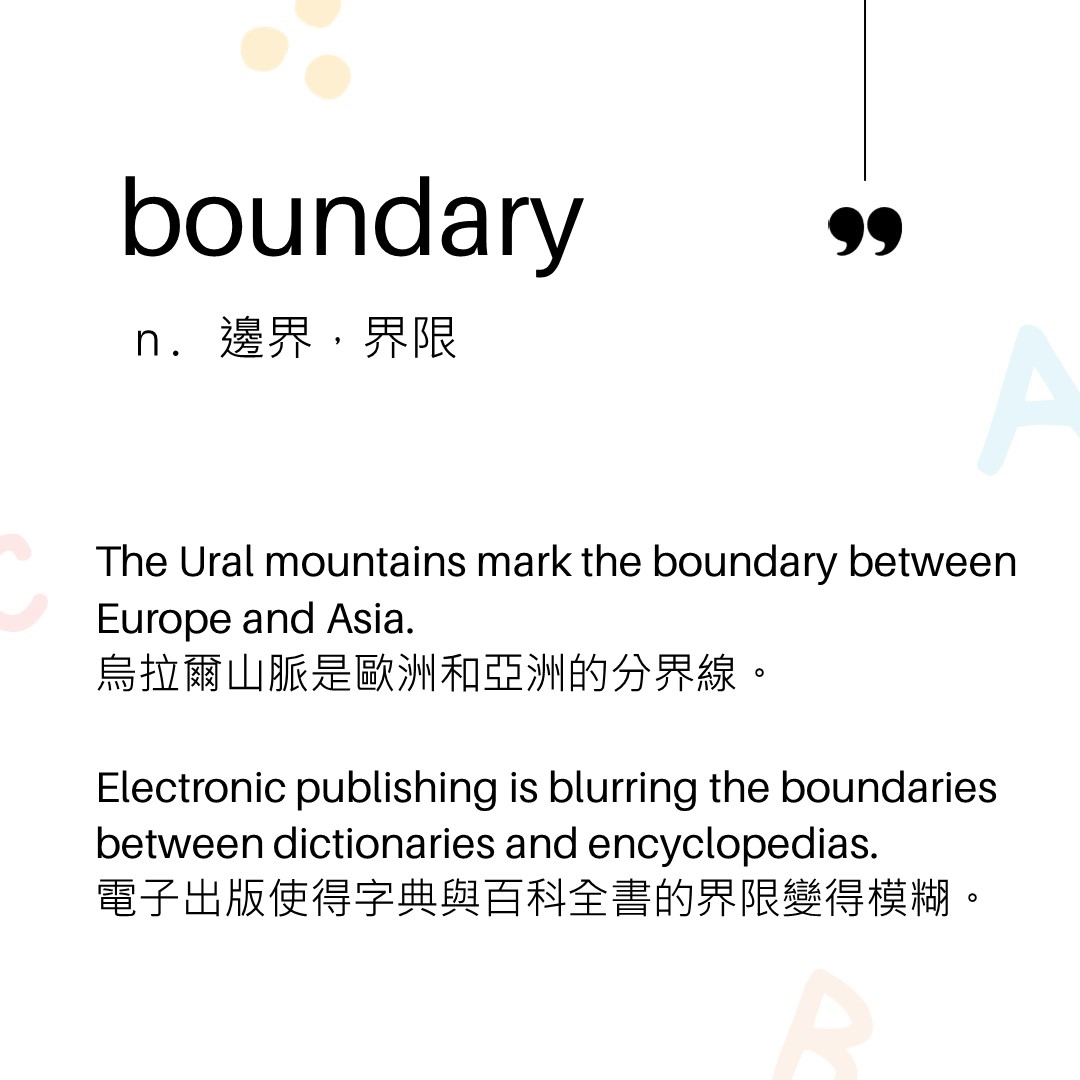 boundary
”
n. 邊界，界限
A
C
The Ural mountains mark the boundary between
Europe and Asia.
烏拉爾山脈是歐洲和亞洲的分界線。
Electronic publishing is blurring the boundaries
between dictionaries and encyclopedias.
電子出版使得字典與百科全書的界限變得模糊。
B